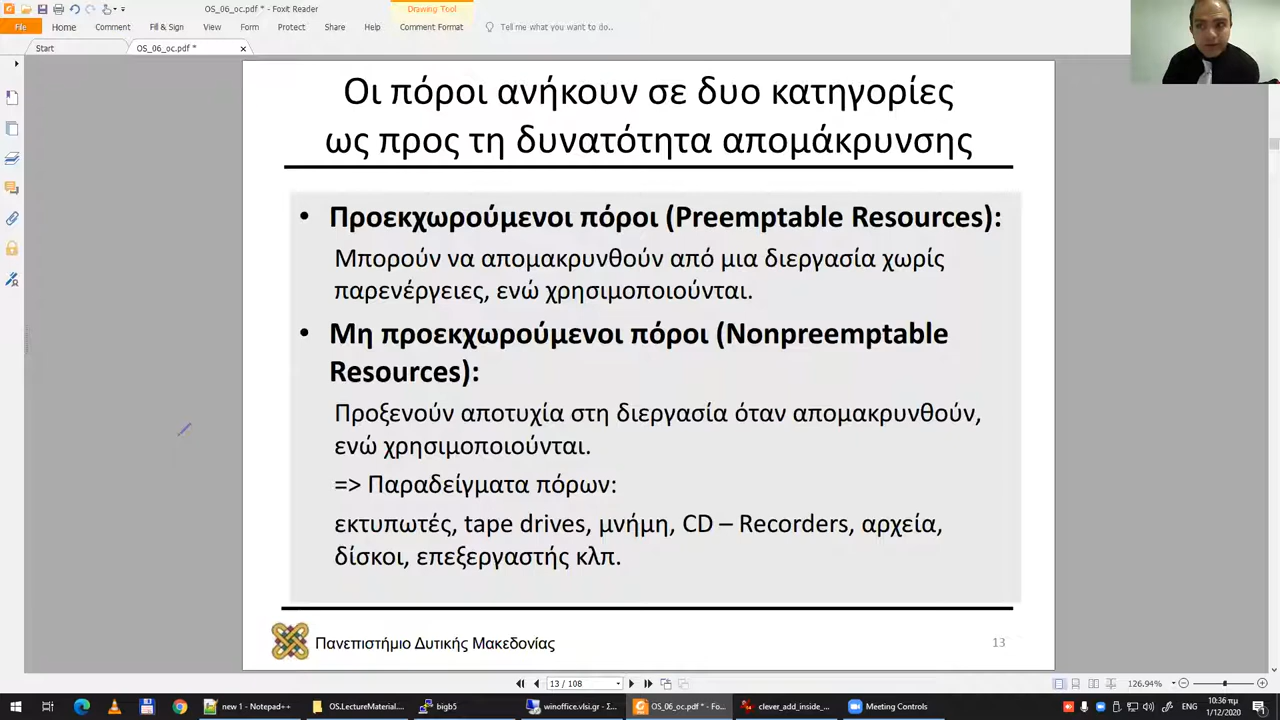 OS_06_oc.pdf * - Foxit Reader
Drawing Tool
File Home Comment Fill & Sign View Form Protect Share Help Comment Format Tell me what you want to do..
Start OS_06_oc.pdf *
Οι πόροι ανήκουν σε δυο κατηγορίες
ως προς τη δυνατότητα απομάκρυνσης
• Προεκχωρούμενοι πόροι (Preemptable Resources):
Μπορούν να απομακρυνθούν από μια διεργασία χωρίς
παρενέργειες, ενώ χρησιμοποιούνται.
• Μη προεκχωρούμενοι πόροι (Nonpreemptable
Resources):
Προξενούν αποτυχία στη διεργασία όταν απομακρυνθούν,
ενώ χρησιμοποιούνται.
=> Παραδείγματα πόρων:
εκτυπωτές, tape drives, μνήμη, CD – Recorders, αρχεία,
δίσκοι, επεξεργαστής κλπ.
Πανεπιστήμιο Δυτικής Μακεδονίας
13
13 / 108
126.94%
new 1 - Notepad++ OS.LectureMaterial... bigb5 winoffice.vlsi.gr - Σ... OS_06_oc.pdf * - Fo... clever_add_inside_... Meeting Controls
10:36 πμ
1/12/2020